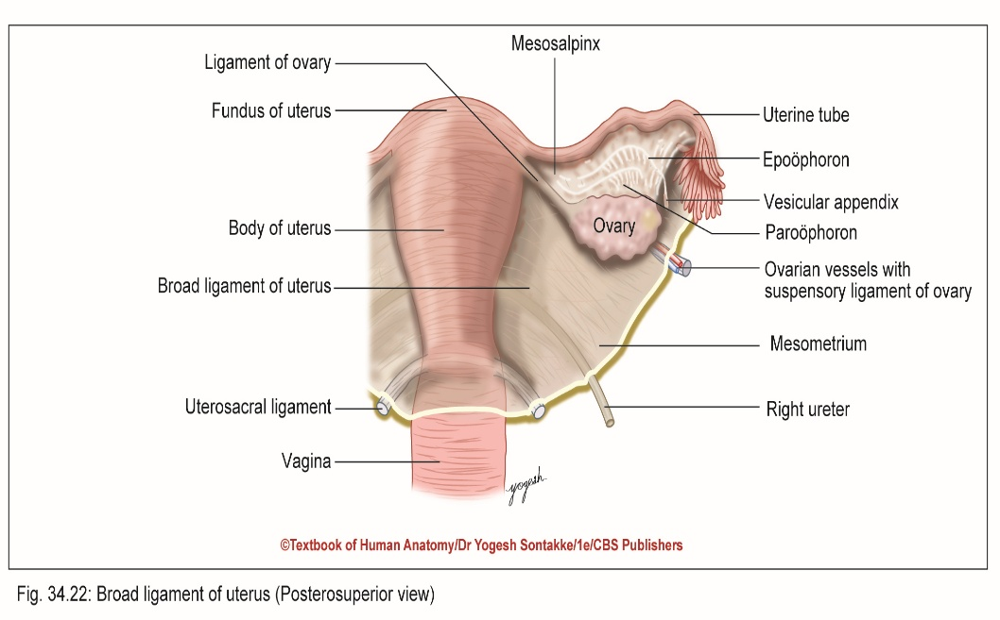 Mesosalpinx
Ligament of ovary
Fundus of uterus
Uterine tube
Epoöphoron
Vesicular appendix
Body of uterus
Ovary
Paroöphoron
Ovarian vessels with
suspensory ligament of ovary
Broad ligament of uterus
Mesometrium
Uterosacral ligament
Right ureter
Vagina
yogesh
©Textbook of Human Anatomy/Dr Yogesh Sontakke/1e/CBS Publishers
Fig. 34.22: Broad ligament of uterus (Posterosuperior view)